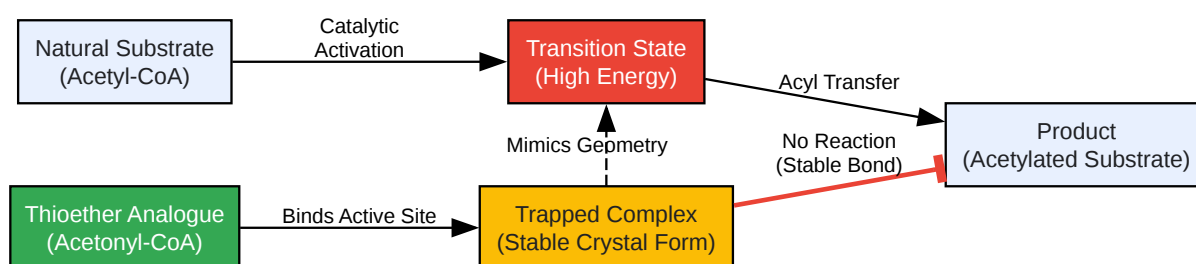 Natural Substrate
(Acetyl-CoA)
Catalytic
Activation
Transition State
(High Energy)
Acyl Transfer
Product
(Acetylated Substrate)
Mimics Geometry
No Reaction
(Stable Bond)
Thioether Analogue
(Acetonyl-CoA)
Binds Active Site
Trapped Complex
(Stable Crystal Form)